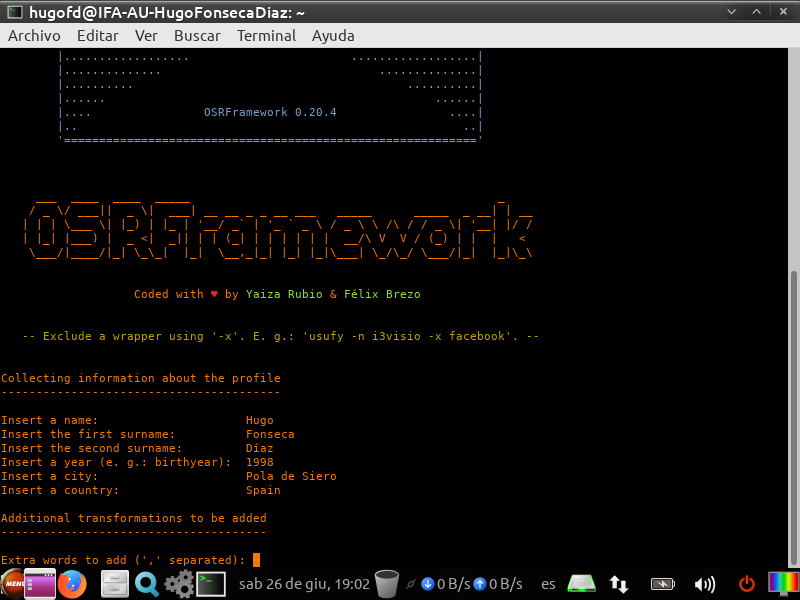 hugofd@IFA-AU-HugoFonsecaDiaz: ~
Archivo Editar Ver Buscar Terminal Ayuda
|.................. ..................|
|.............. ..............|
|.......... ..........|
|...... ......|
|.... OSRFramework 0.20.4 ....|
|.. ..|
'==========================================================='
OSRFramework
Coded with ♥ by Yaiza Rubio & Félix Brezo
-- Exclude a wrapper using '-x'. E. g.: 'usufy -n i3visio -x facebook'. --
Collecting information about the profile
----------------------------------------
Insert a name: Hugo
Insert the first surname: Fonseca
Insert the second surname: Díaz
Insert a year (e. g.: birthyear): 1998
Insert a city: Pola de Siero
Insert a country: Spain
Additional transformations to be added
--------------------------------------
Extra words to add (',' separated):
MENU sab 26 de giu, 19:02 0 B/s 0 B/s es